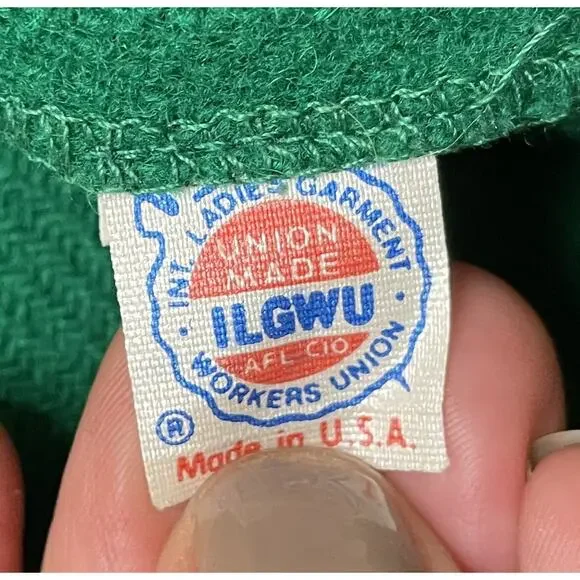 INT. LADIES GARMENT
UNION
MADE
ILGWU
AFL-CIO
WORKERS UNION
®
Made in U.S.A.